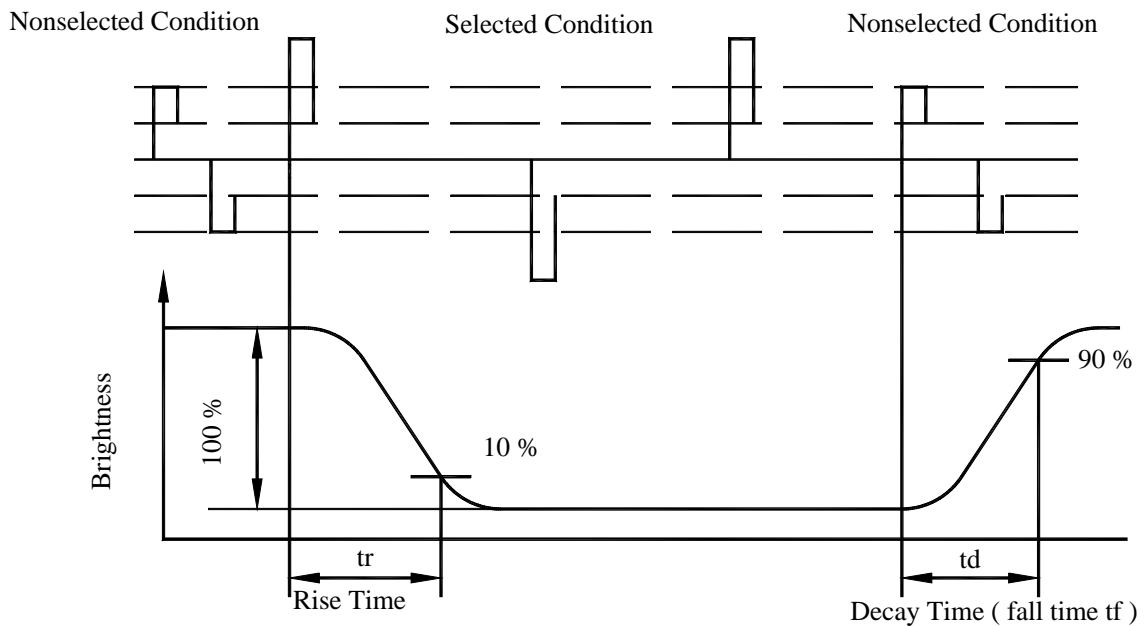 Nonselected Condition
Selected Condition
Nonselected Condition
Brightness
100 %
10 %
90 %
tr
Rise Time
td
Decay Time ( fall time tf )